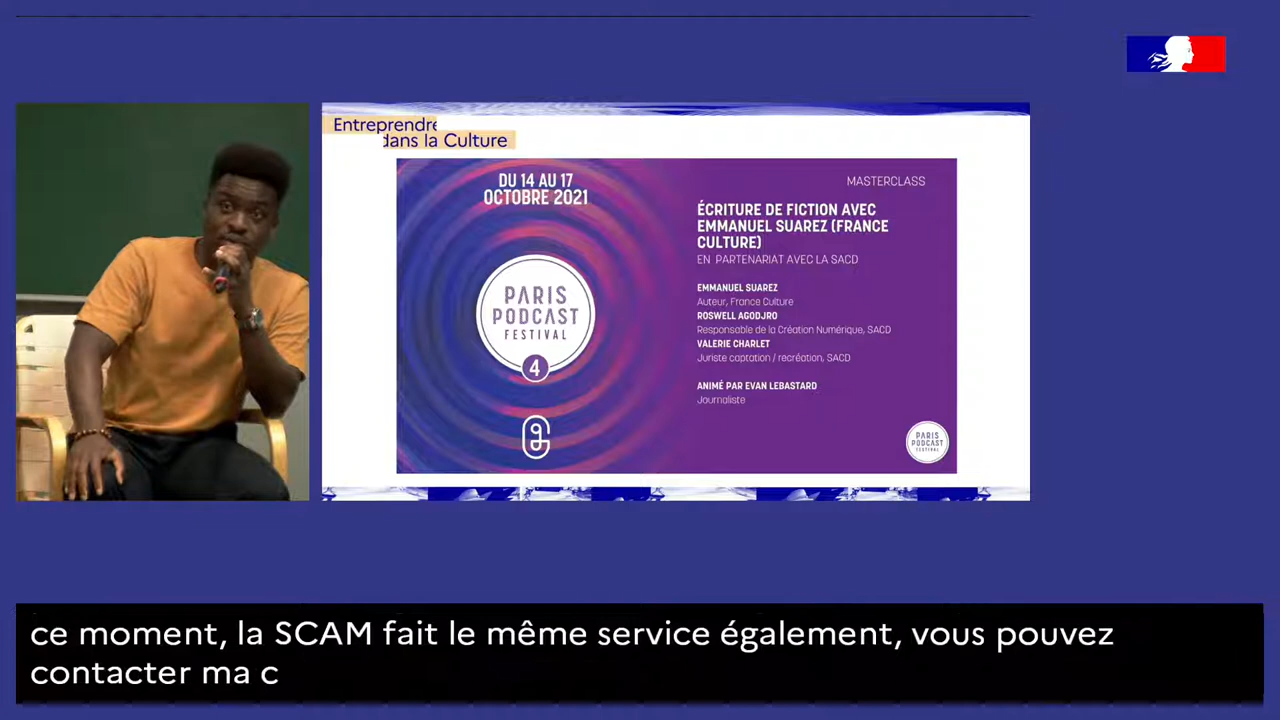 Entreprendre
dans la Culture
DU 14 AU 17
OCTOBRE 2021
PARIS
PODCAST
FESTIVAL
4
MASTERCLASS
ÉCRITURE DE FICTION AVEC
EMMANUEL SUAREZ (FRANCE
CULTURE)
EN PARTENARIAT AVEC LA SACD
EMMANUEL SUAREZ
Auteur, France Culture
ROSWELL AGODJRO
Responsable de la Création Numérique, SACD
VALERIE CHARLET
Juriste captation / recréation, SACD
ANIMÉ PAR EVAN LEBASTARD
Journaliste
PARIS
PODCAST
FESTIVAL
ce moment, la SCAM fait le même service également, vous pouvez
contacter ma c